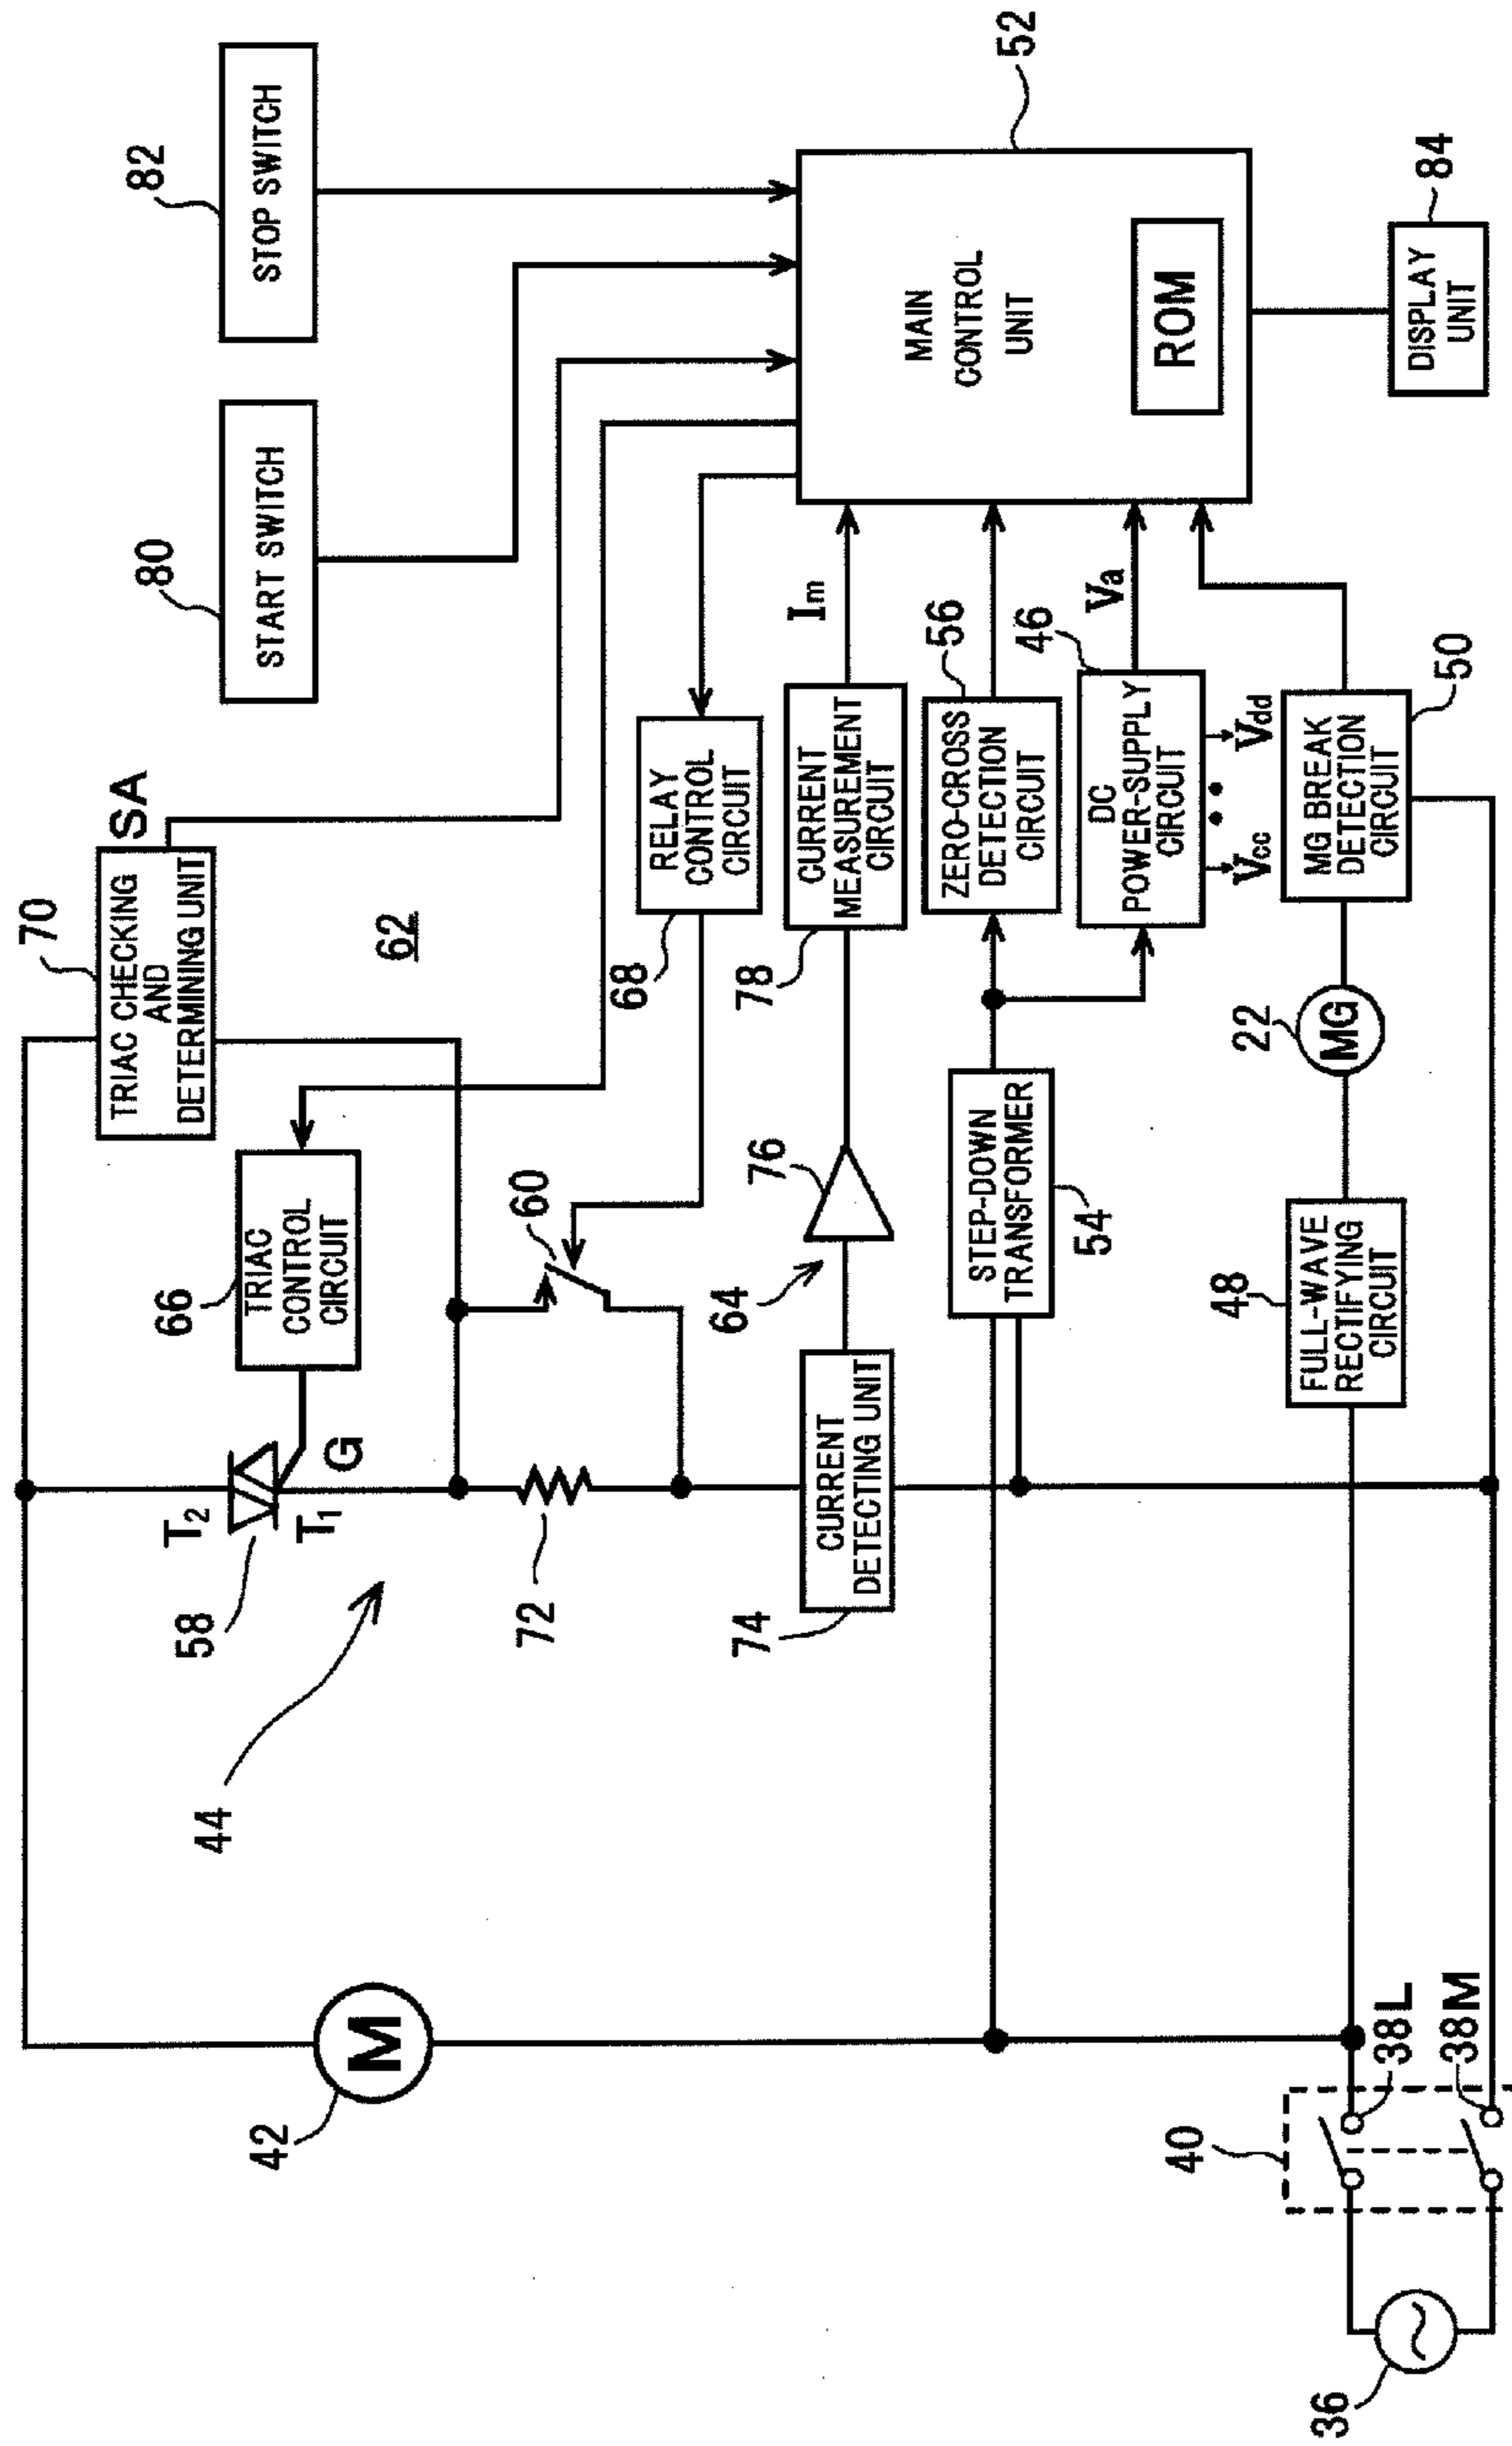 82
STOP SWITCH
80
START SWITCH
70
TRIAC CHECKING
AND
DETERMINING UNIT
SA
66
TRIAC
CONTROL
CIRCUIT
62
58
T2
T1
G
44
42
M
60
72
68
RELAY
CONTROL
CIRCUIT
52
MAIN
CONTROL
UNIT
ROM
64
76
78
CURRENT
MEASUREMENT
CIRCUIT
Im
74
CURRENT
DETECTING UNIT
54
STEP-DOWN
TRANSFORMER
56
ZERO-CROSS
DETECTION
CIRCUIT
46
DC
POWER-SUPPLY
CIRCUIT
Va
Vcc
Vdd
48
FULL-WAVE
RECTIFYING
CIRCUIT
22
MG
MG BREAK
DETECTION
CIRCUIT
50
84
DISPLAY
UNIT
40
38L
38M
36